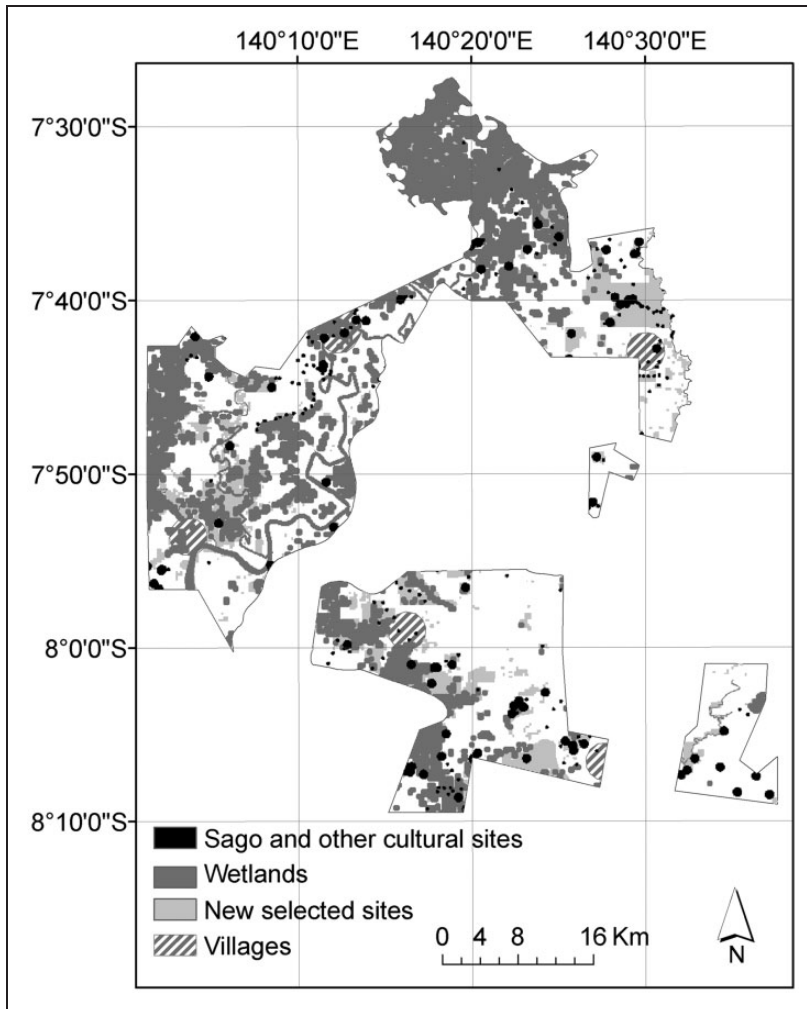 140°10'0"E 140°20'0"E 140°30'0"E
7°30'0"S
7°40'0"S
7°50'0"S
8°0'0"S
8°10'0"S
Sago and other cultural sites
Wetlands
New selected sites
Villages
0 4 8 16 Km
N